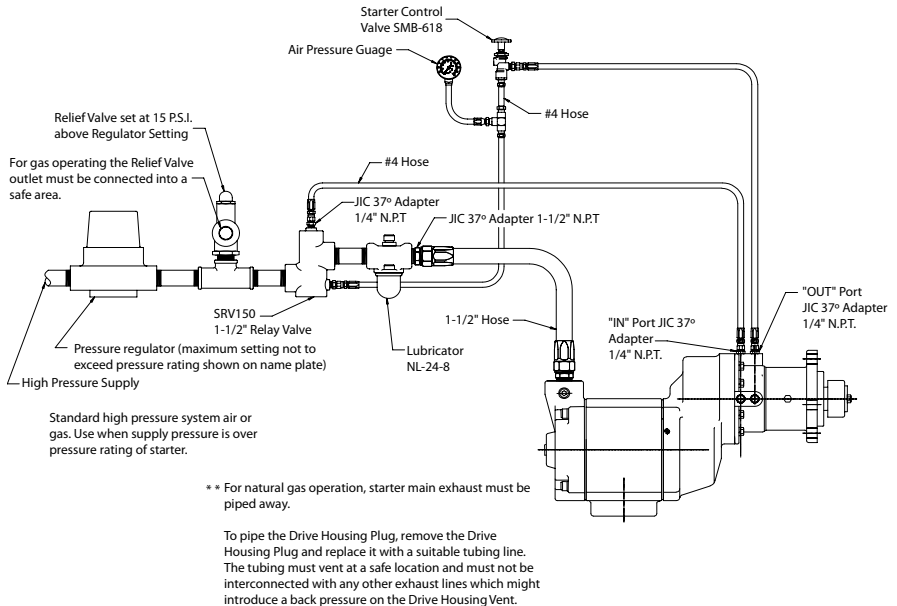 Starter Control
Valve SMB-618
Air Pressure Guage
#4 Hose
Relief Valve set at 15 P.S.I.
above Regulator Setting
For gas operating the Relief Valve
outlet must be connected into a
safe area.
#4 Hose
JIC 37º Adapter
1/4" N.P.T
JIC 37º Adapter 1-1/2" N.P.T
SRV150
1-1/2" Relay Valve
1-1/2" Hose
"OUT" Port
JIC 37º Adapter
1/4" N.P.T.
"IN" Port JIC 37º
Adapter
1/4" N.P.T.
Pressure regulator (maximum setting not to
exceed pressure rating shown on name plate)
Lubricator
NL-24-8
High Pressure Supply
Standard high pressure system air or
gas. Use when supply pressure is over
pressure rating of starter.
** For natural gas operation, starter main exhaust must be
piped away.
To pipe the Drive Housing Plug, remove the Drive
Housing Plug and replace it with a suitable tubing line.
The tubing must vent at a safe location and must not be
interconnected with any other exhaust lines which might
introduce a back pressure on the Drive Housing Vent.